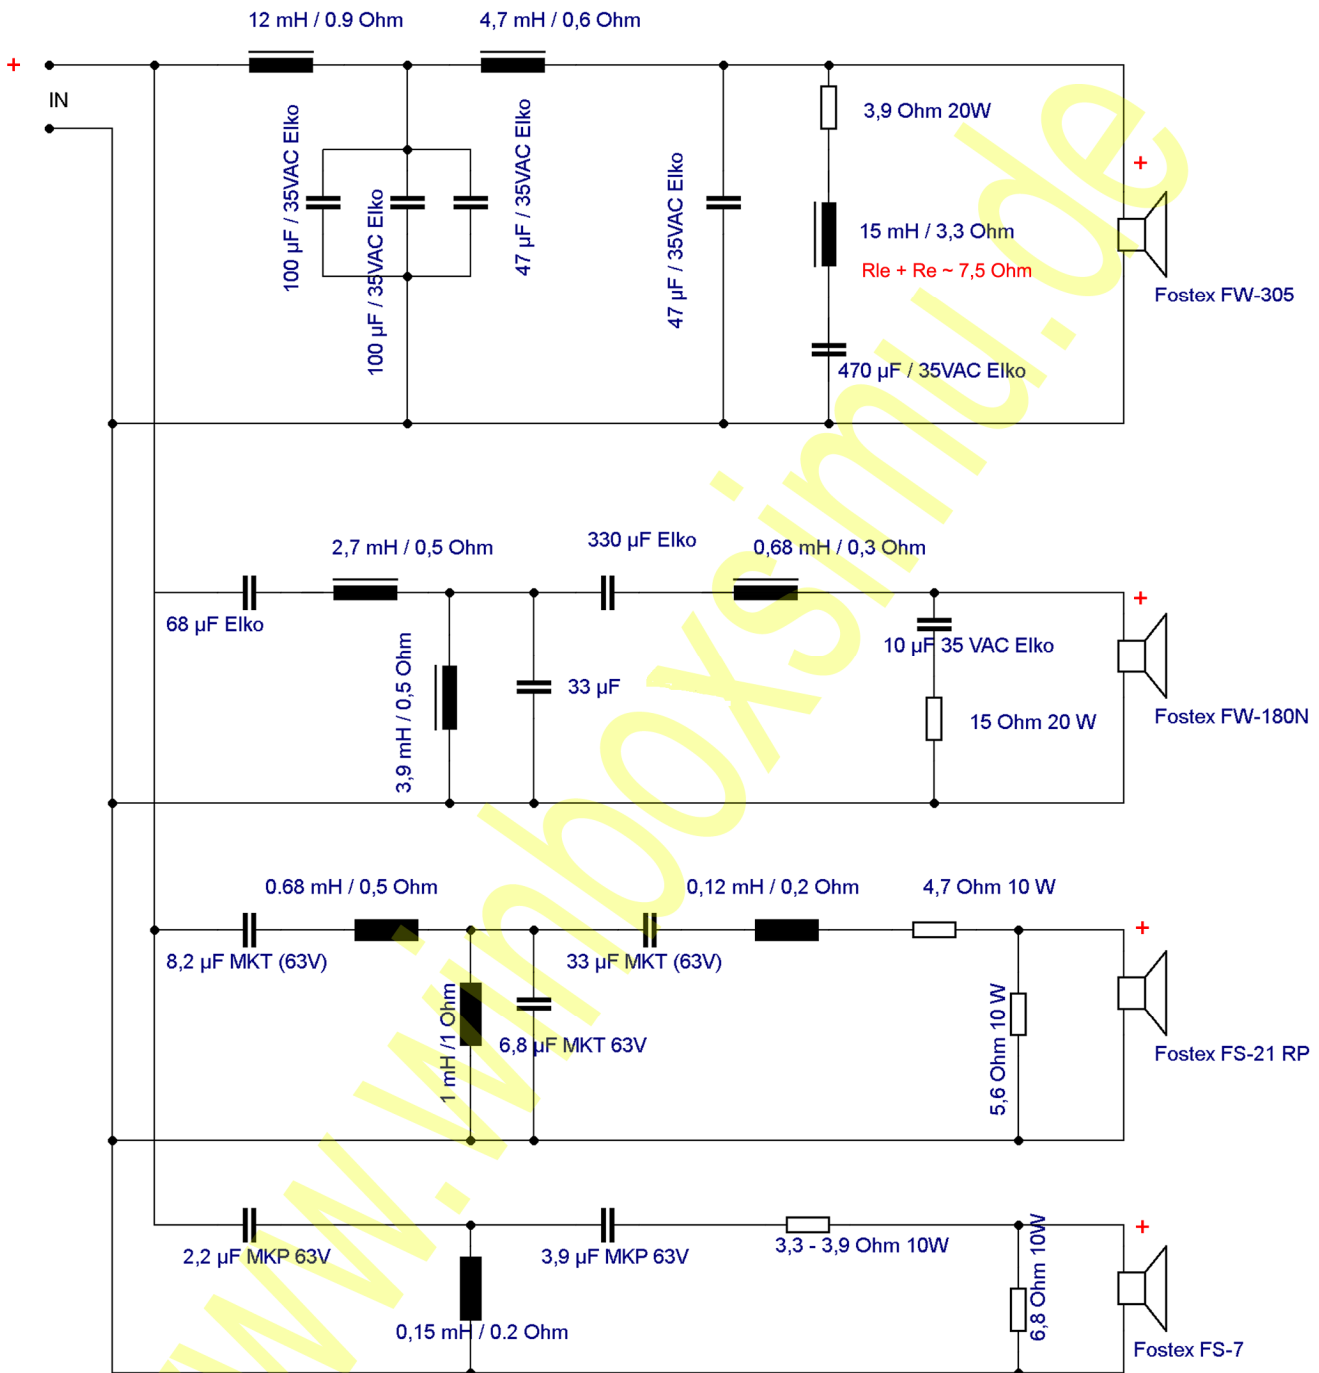 12 mH / 0.9 Ohm
4,7 mH / 0,6 Ohm
+
IN
100 µF / 35VAC Elko
100 µF / 35VAC Elko
47 µF / 35VAC Elko
47 µF / 35VAC Elko
3,9 Ohm 20W
15 mH / 3,3 Ohm
Rle + Re ~ 7,5 Ohm
470 µF / 35VAC Elko
+
Fostex FW-305
68 µF Elko
2,7 mH / 0,5 Ohm
3,9 mH / 0,5 Ohm
33 µF
330 µF Elko
0,68 mH / 0,3 Ohm
10 µF 35 VAC Elko
15 Ohm 20 W
+
Fostex FW-180N
8,2 µF MKT (63V)
0.68 mH / 0,5 Ohm
1 mH /1 Ohm
6,8 µF MKT 63V
33 µF MKT (63V)
0,12 mH / 0,2 Ohm
4,7 Ohm 10 W
5,6 Ohm 10 W
+
Fostex FS-21 RP
2,2 µF MKP 63V
0,15 mH / 0.2 Ohm
3,9 µF MKP 63V
3,3 - 3,9 Ohm 10W
6,8 Ohm 10W
+
Fostex FS-7
www.winboxsimu.de